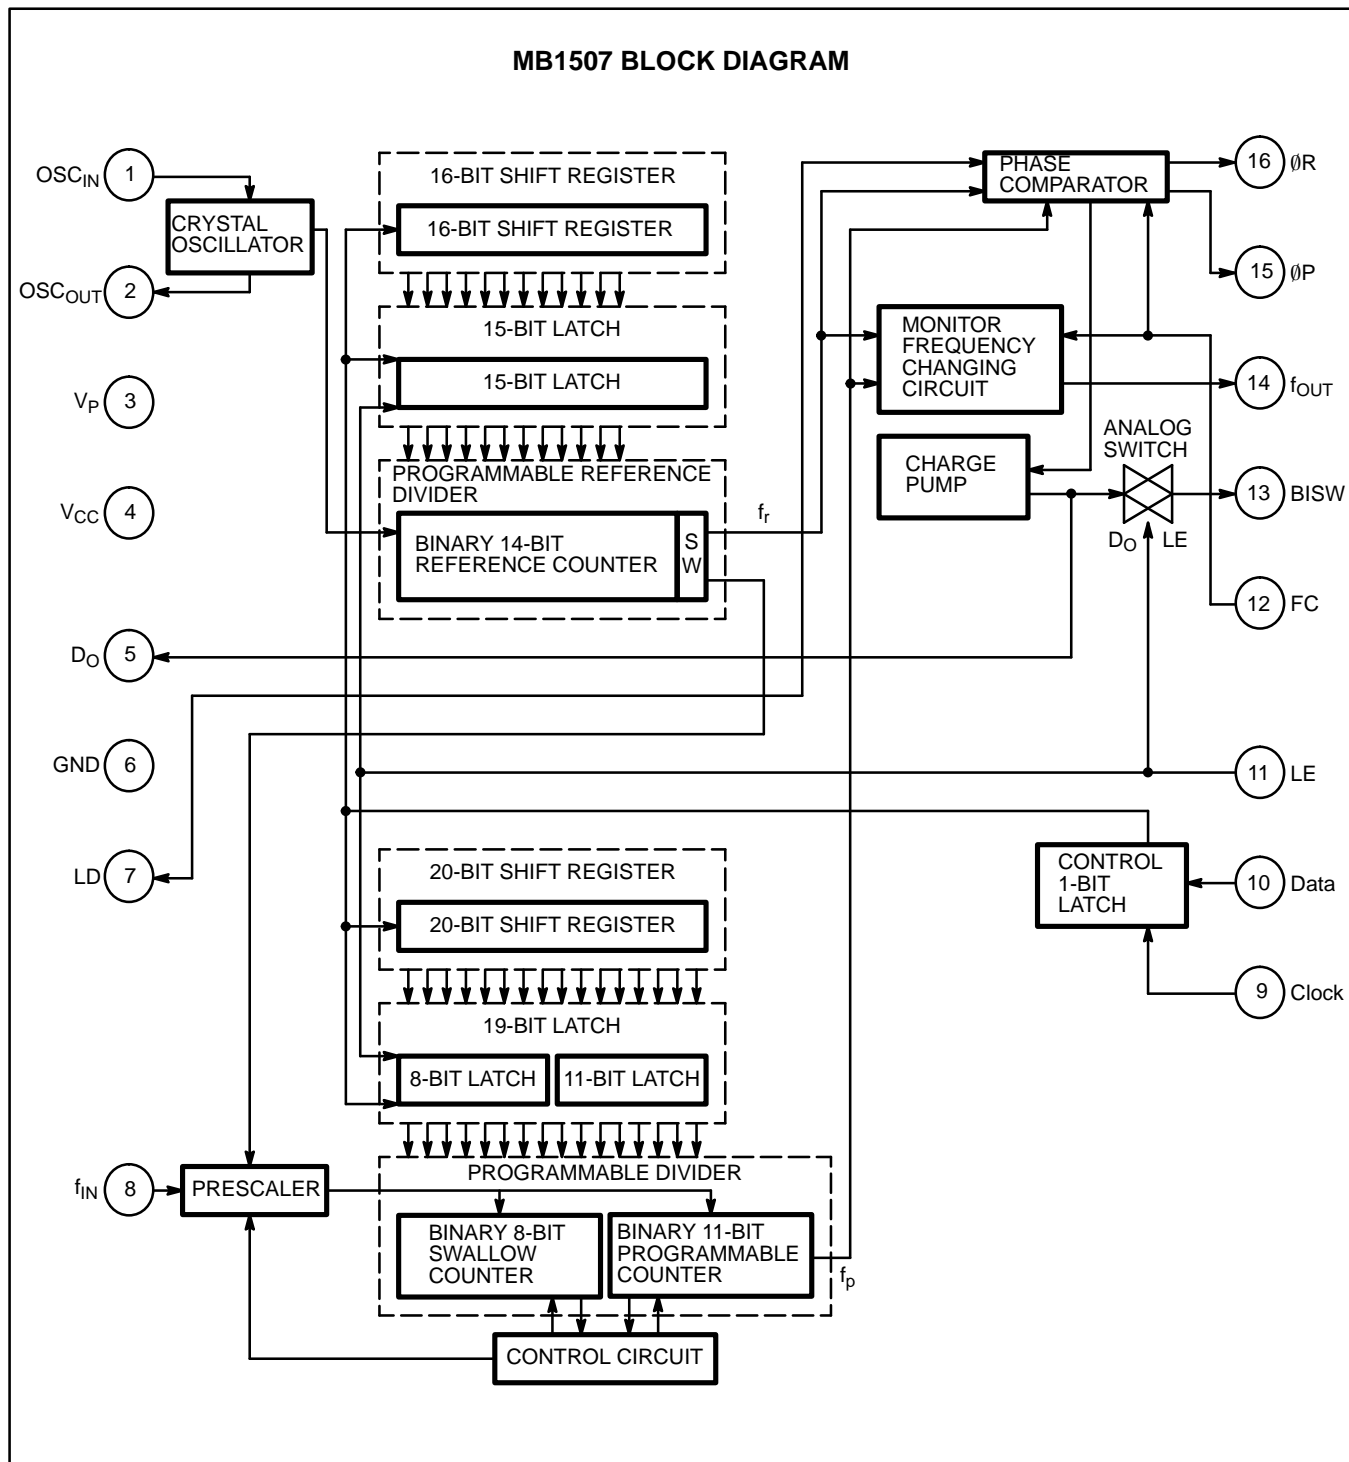 MB1507 BLOCK DIAGRAM
OSCIN 1
CRYSTAL
OSCILLATOR
OSCOUT 2
VP 3
VCC 4
DO 5
GND 6
LD 7
fIN 8
PRESCALER
16-BIT SHIFT REGISTER
16-BIT SHIFT REGISTER
15-BIT LATCH
15-BIT LATCH
PROGRAMMABLE REFERENCE
DIVIDER
BINARY 14-BIT
REFERENCE COUNTER
S
W
fr
20-BIT SHIFT REGISTER
20-BIT SHIFT REGISTER
19-BIT LATCH
8-BIT LATCH
11-BIT LATCH
PROGRAMMABLE DIVIDER
BINARY 8-BIT
SWALLOW
COUNTER
BINARY 11-BIT
PROGRAMMABLE
COUNTER
fp
CONTROL CIRCUIT
PHASE
COMPARATOR
MONITOR
FREQUENCY
CHANGING
CIRCUIT
CHARGE
PUMP
ANALOG
SWITCH
DO LE
CONTROL
1-BIT
LATCH
16 ØR
15 ØP
14 fOUT
13 BISW
12 FC
11 LE
10 Data
9 Clock